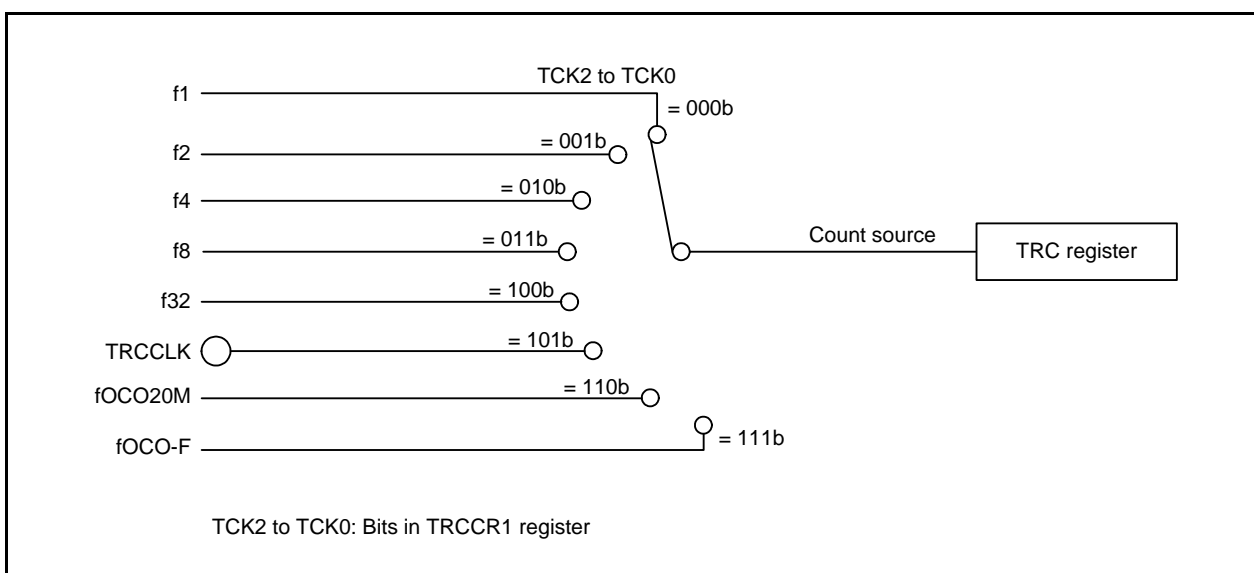 TCK2 to TCK0
f1
= 000b
f2
= 001b
f4
= 010b
f8
= 011b
Count source
TRC register
f32
= 100b
TRCCLK
= 101b
fOCO20M
= 110b
fOCO-F
= 111b
TCK2 to TCK0: Bits in TRCCR1 register